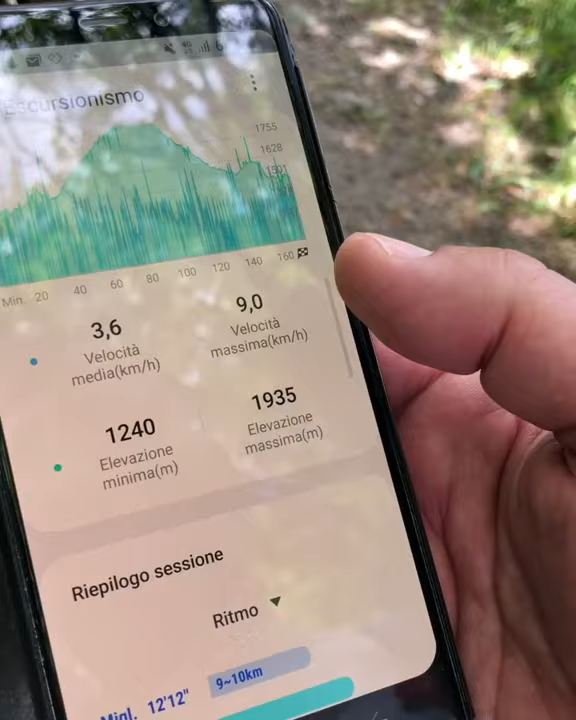 Escursionismo
1755
1628
1501
Min. 20 40 60 80 100 120 140 160
3,6 9,0
Velocità Velocità
media(km/h) massima(km/h)
1240 1935
Elevazione Elevazione
minima(m) massima(m)
Riepilogo sessione
Ritmo
Migl. 12'12" 9~10km